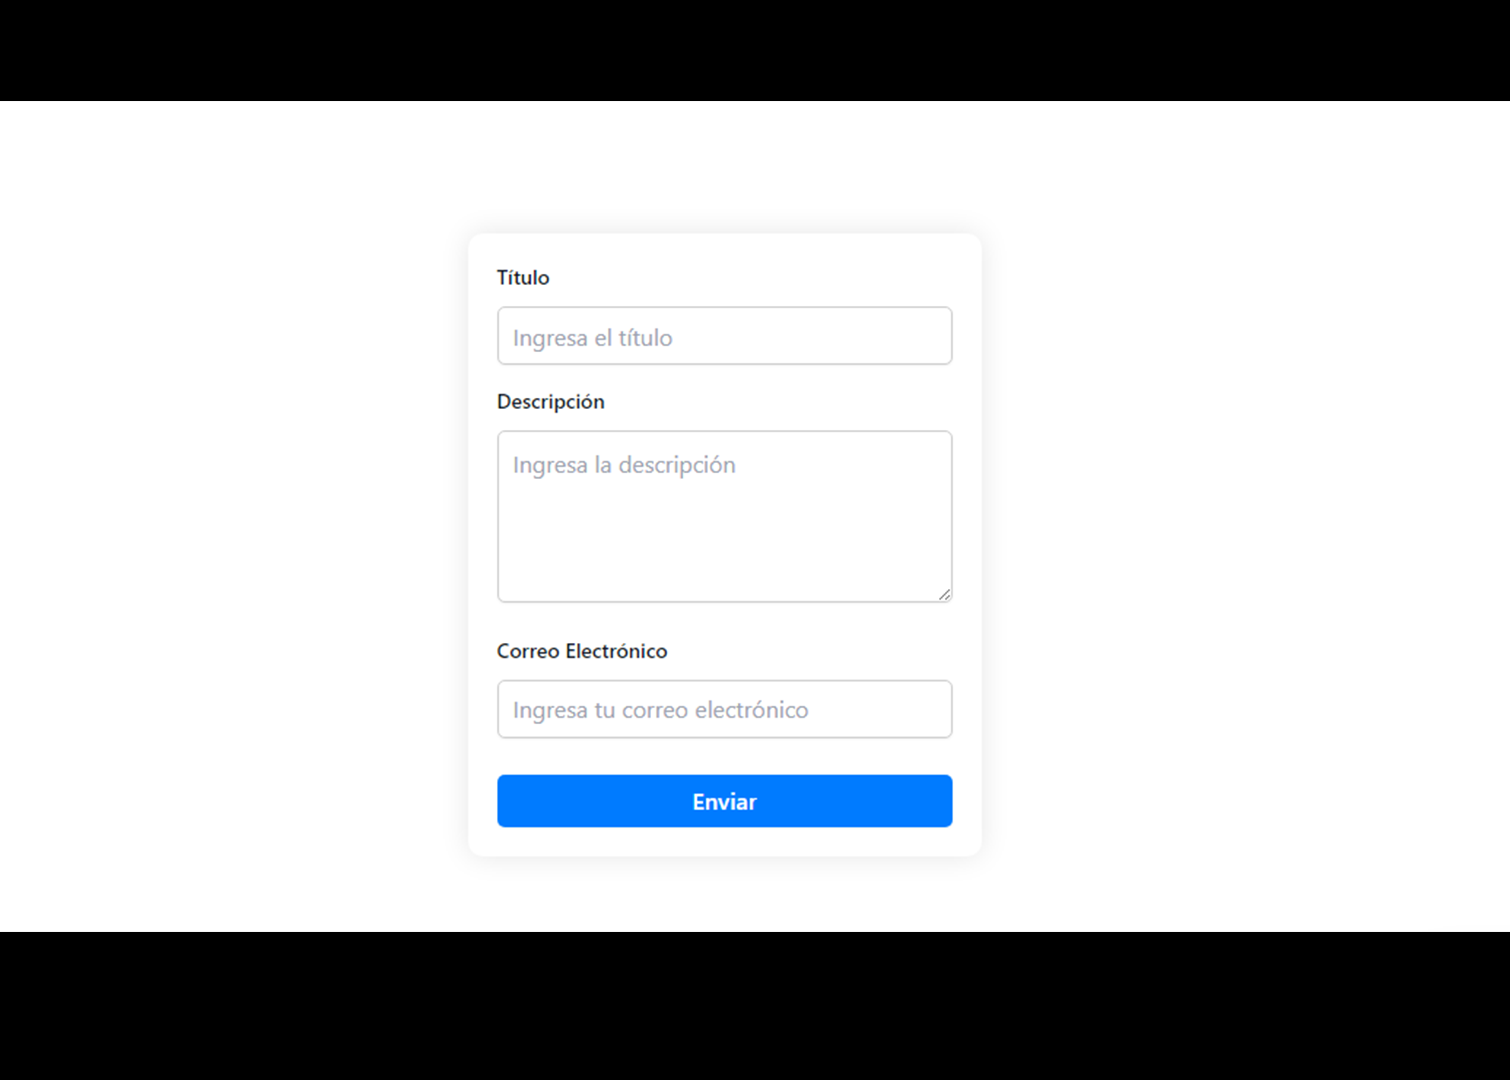 Título
Ingresa el título
Descripción
Ingresa la descripción
Correo Electrónico
Ingresa tu correo electrónico
Enviar